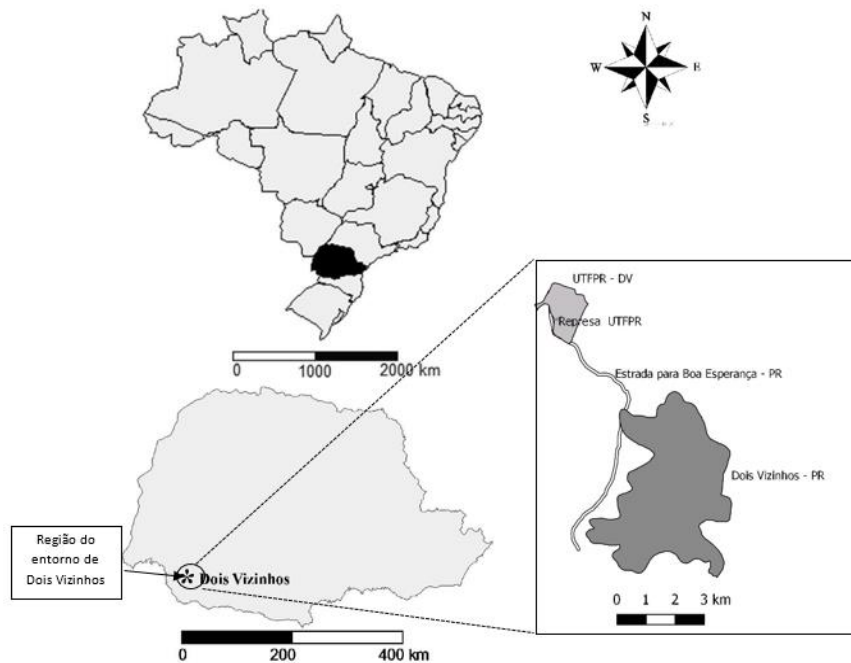 N
W
E
S
0
1000
2000 km
UTFPR - DV
Represa UTFPR
Estrada para Boa Esperança - PR
Dois Vizinhos - PR
0 1 2 3 km
Região do
entorno de
Dois Vizinhos
Dois Vizinhos
0
200
400 km